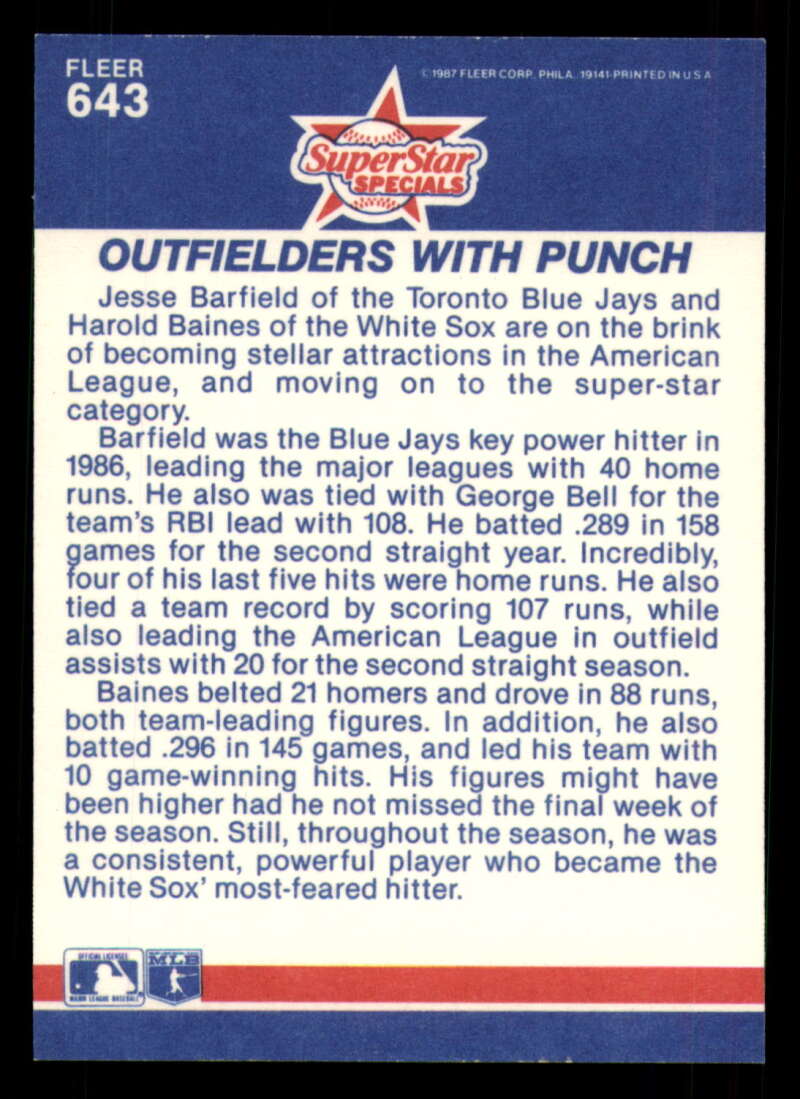 FLEER
643
©1987 FLEER CORP. PHILA. 19141-PRINTED IN U S A
SuperStar
SPECIALS
OUTFIELDERS WITH PUNCH
Jesse Barfield of the Toronto Blue Jays and
Harold Baines of the White Sox are on the brink
of becoming stellar attractions in the American
League, and moving on to the super-star
category.
Barfield was the Blue Jays key power hitter in
1986, leading the major leagues with 40 home
runs. He also was tied with George Bell for the
team's RBI lead with 108. He batted .289 in 158
games for the second straight year. Incredibly,
four of his last five hits were home runs. He also
tied a team record by scoring 107 runs, while
also leading the American League in outfield
assists with 20 for the second straight season.
Baines belted 21 homers and drove in 88 runs,
both team-leading figures. In addition, he also
batted .296 in 145 games, and led his team with
10 game-winning hits. His figures might have
been higher had he not missed the final week of
the season. Still, throughout the season, he was
a consistent, powerful player who became the
White Sox' most-feared hitter.
OFFICIAL LICENSEE
MAJOR LEAGUE BASEBALL
MLB